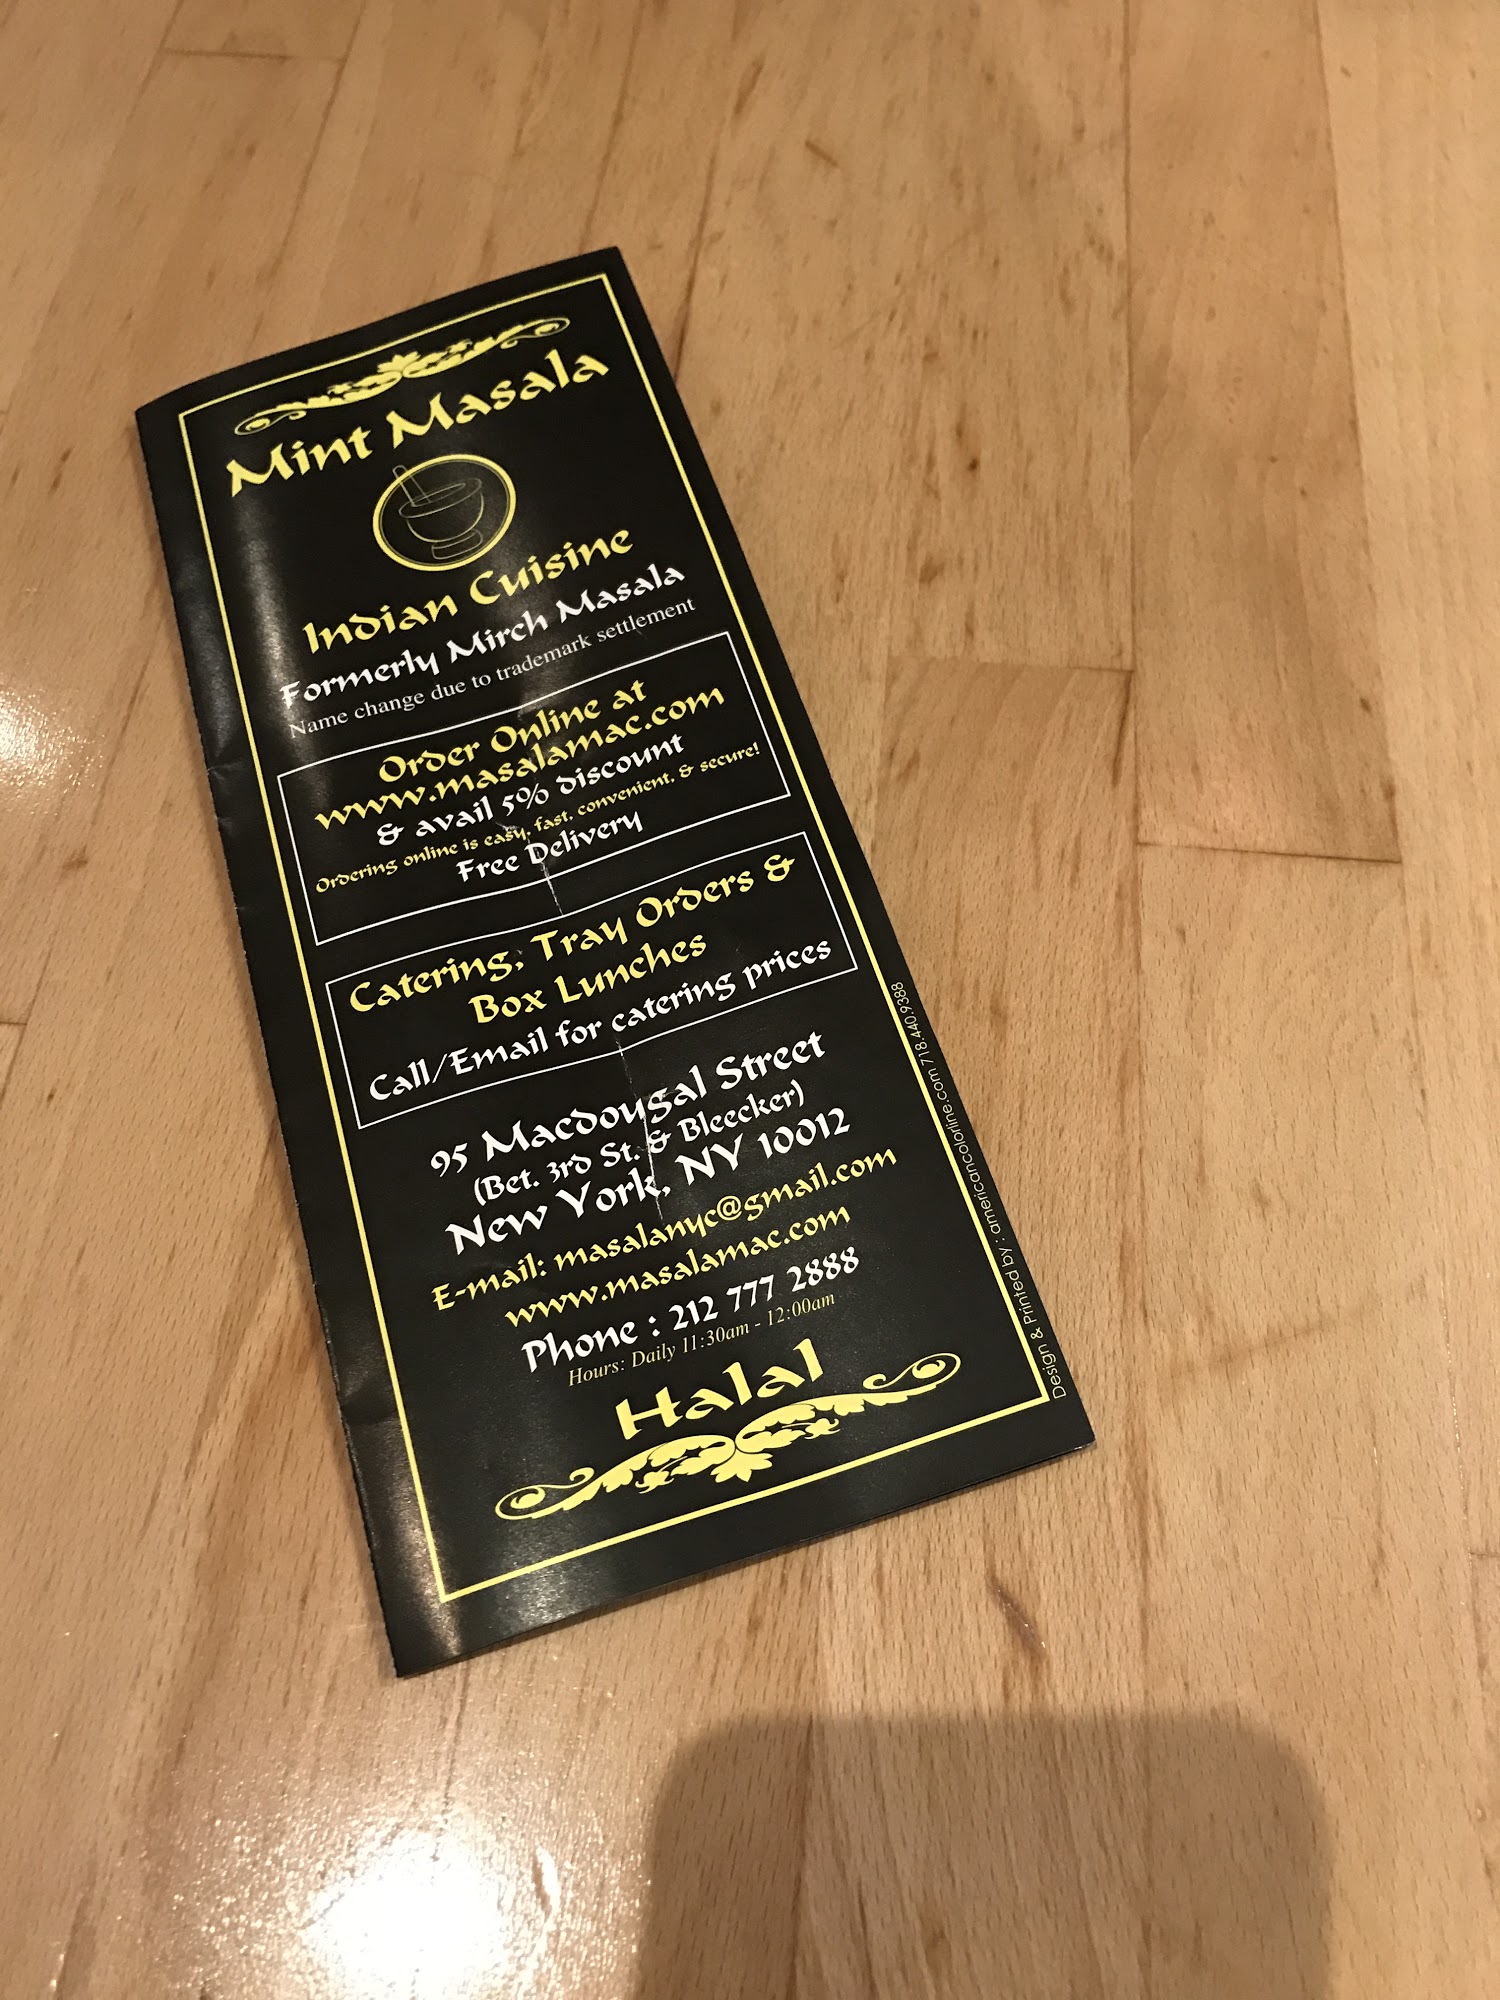 Mint Masala
Indian Cuisine
Formerly Mirch Masala
Name change due to trademark settlement
Order Online at
www.masalamac.com
& avail 5% discount
Ordering online is easy, fast, convenient, & secure!
Free Delivery
Catering, Tray Orders &
Box Lunches
Call/Email for catering prices
95 Macdougal Street
(Bet. 3rd St. & Bleecker)
New York, NY 10012
E-mail: masalanyc@gmail.com
www.masalamac.com
Phone : 212 777 2888
Hours: Daily 11:30am - 12:00am
Halal
Design & Printed by : americancolorline.com 718.440.9388